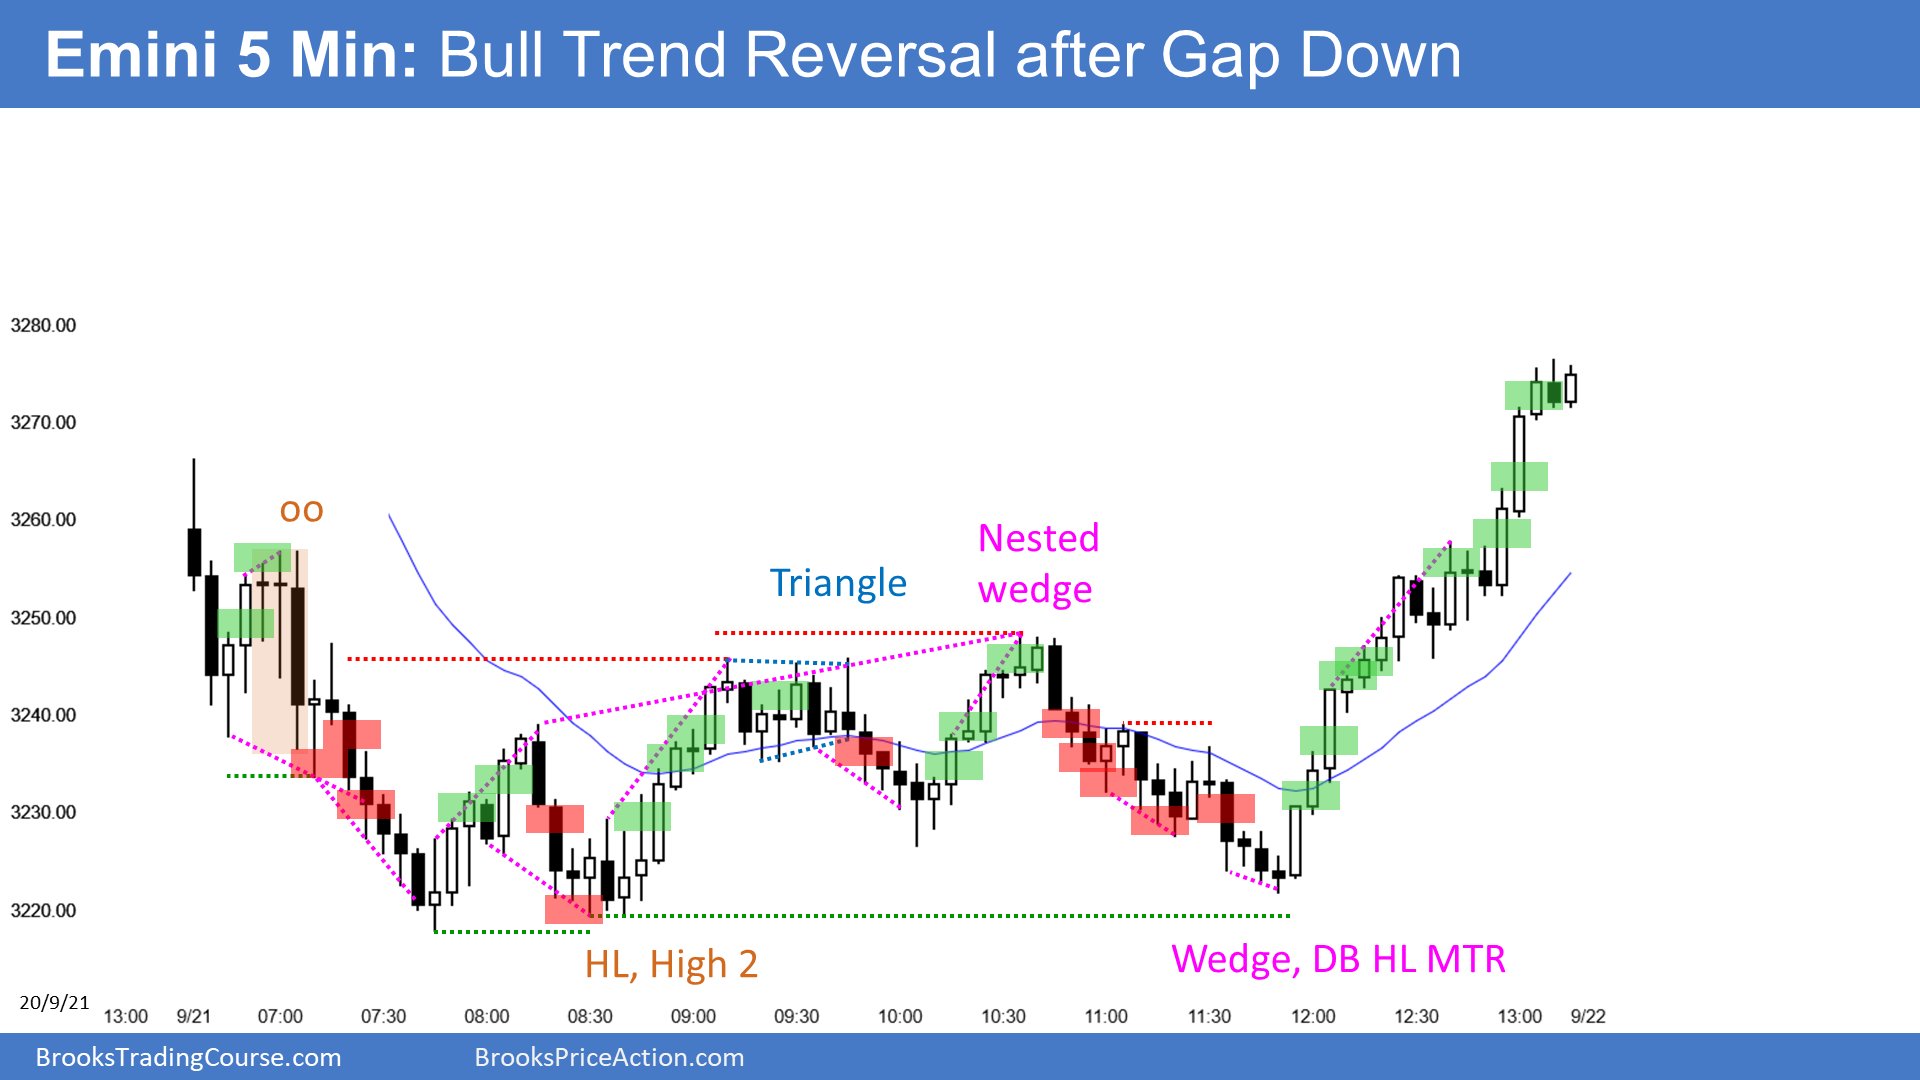 Emini 5 Min: Bull Trend Reversal after Gap Down
3280.00
3270.00
3260.00
3250.00
3240.00
3230.00
3220.00
oo
Triangle
Nested
wedge
HL, High 2
Wedge, DB HL MTR
20/9/21
13:00 9/21 07:00 07:30 08:00 08:30 09:00 09:30 10:00 10:30 11:00 11:30 12:00 12:30 13:00 9/22
BrooksTradingCourse.com BrooksPriceAction.com